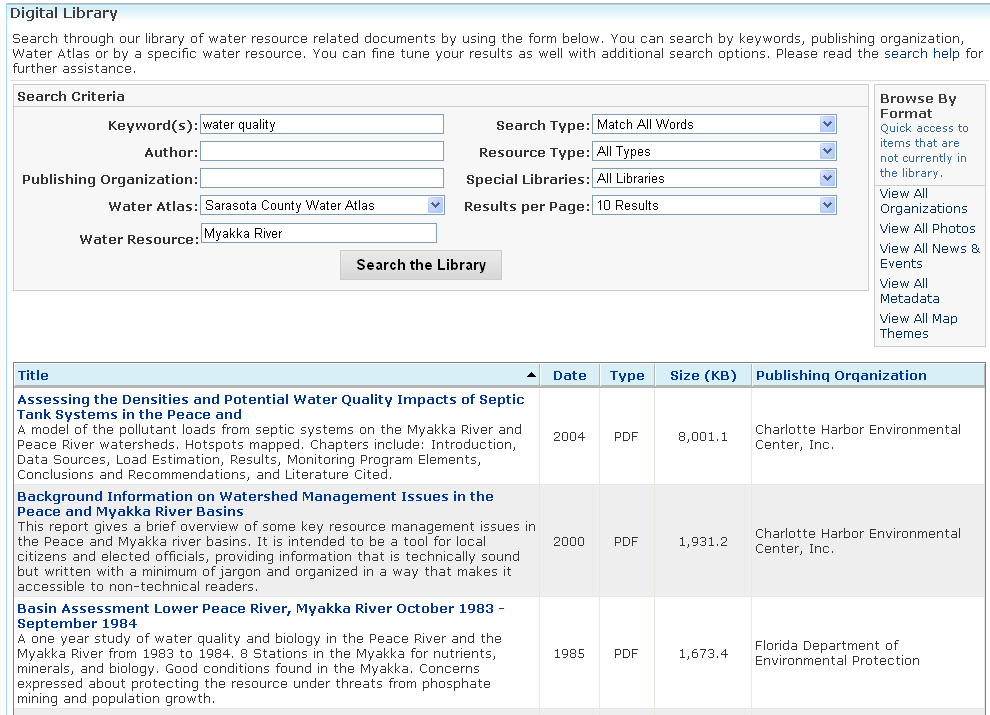 Digital Library
Search through our library of water resource related documents by using the form below. You can search by keywords, publishing organization,
Water Atlas or by a specific water resource. You can fine tune your results as well with additional search options. Please read the search help for
further assistance.
Search Criteria
Keyword(s): water quality
Search Type: Match All Words
Author:
Resource Type: All Types
Publishing Organization:
Special Libraries: All Libraries
Water Atlas: Sarasota County Water Atlas
Results per Page: 10 Results
Water Resource: Myakka River
Search the Library
Browse By
Format
Quick access to
items that are
not currently in
the library.
View All
Organizations
View All Photos
View All News &
Events
View All
Metadata
View All Map
Themes
Title Date Type Size (KB) Publishing Organization
Assessing the Densities and Potential Water Quality Impacts of Septic
Tank Systems in the Peace and
A model of the pollutant loads from septic systems on the Myakka River and
Peace River watersheds. Hotspots mapped. Chapters include: Introduction,
Data Sources, Load Estimation, Results, Monitoring Program Elements,
Conclusions and Recommendations, and Literature Cited.
2004 PDF 8,001.1
Charlotte Harbor Environmental
Center, Inc.
Background Information on Watershed Management Issues in the
Peace and Myakka River Basins
This report gives a brief overview of some key resource management issues in
the Peace and Myakka river basins. It is intended to be a tool for local
citizens and elected officials, providing information that is technically sound
but written with a minimum of jargon and organized in a way that makes it
accessible to non-technical readers.
2000 PDF 1,931.2
Charlotte Harbor Environmental
Center, Inc.
Basin Assessment Lower Peace River, Myakka River October 1983 -
September 1984
A one year study of water quality and biology in the Peace River and the
Myakka River from 1983 to 1984. 8 Stations in the Myakka for nutrients,
minerals, and biology. Good conditions found in the Myakka. Concerns
expressed about protecting the resource under threats from phosphate
mining and population growth.
1985 PDF 1,673.4
Florida Department of
Environmental Protection